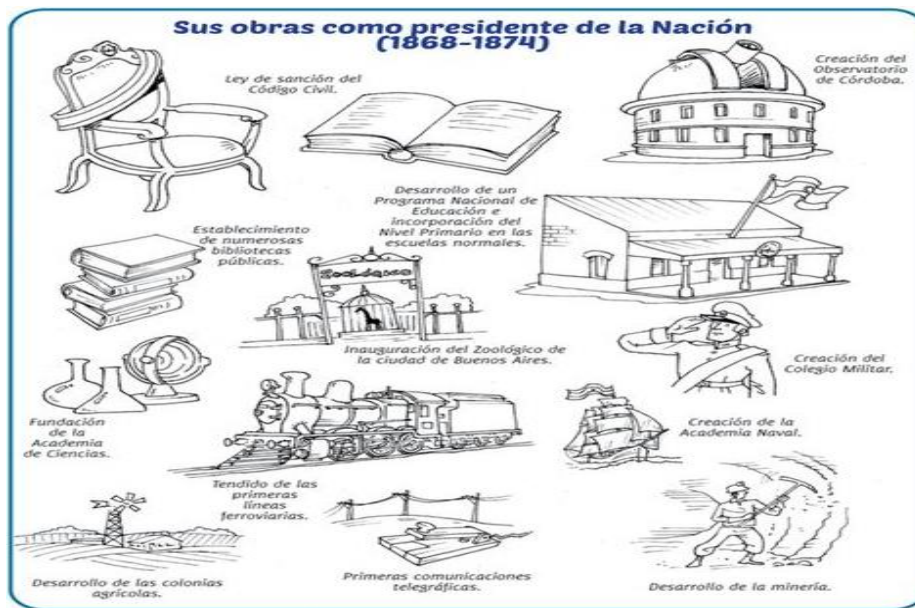 Sus obras como presidente de la Nación
(1868-1874)
Ley de sanción del
Código Civil.
Creación del
Observatorio
de Córdoba.
Desarrollo de un
Programa Nacional de
Educación e
incorporación del
Nivel Primario en las
escuelas normales.
Establecimiento
de numerosas
bibliotecas
públicas.
Zoológico
Inauguración del Zoológico de
la ciudad de Buenos Aires.
Creación del
Colegio Militar.
Fundación
de la
Academia
de Ciencias.
Creación de la
Academia Naval.
Tendido de las
primeras
líneas
ferroviarias.
Desarrollo de las colonias
agrícolas.
Primeras comunicaciones
telegráficas.
Desarrollo de la minería.